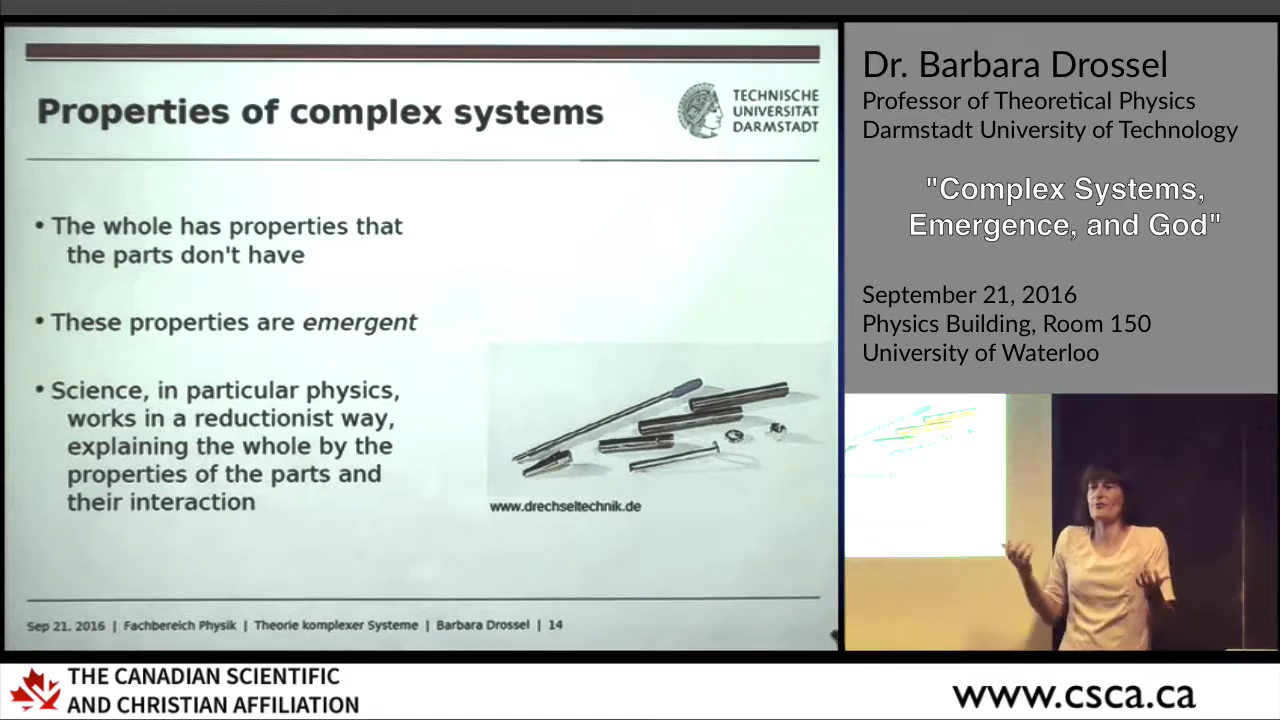 Properties of complex systems
TECHNISCHE
UNIVERSITÄT
DARMSTADT
• The whole has properties that
the parts don't have
• These properties are emergent
• Science, in particular physics,
works in a reductionist way,
explaining the whole by the
properties of the parts and
their interaction
www.drechseltechnik.de
Sep 21. 2016 | Fachbereich Physik | Theorie komplexer Systeme | Barbara Drossel | 14
Dr. Barbara Drossel
Professor of Theoretical Physics
Darmstadt University of Technology
"Complex Systems,
Emergence, and God"
September 21, 2016
Physics Building, Room 150
University of Waterloo
THE CANADIAN SCIENTIFIC
AND CHRISTIAN AFFILIATION
www.csca.ca